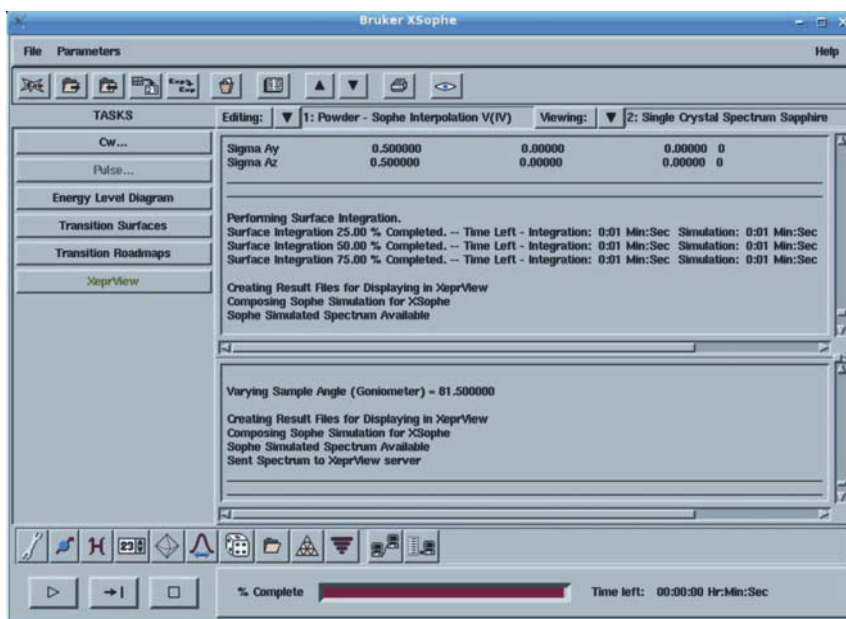 Bruker XSophe
File Parameters Help
TASKS
Editing: 1: Powder - Sophe Interpolation V(IV) Viewing: 2: Single Crystal Spectrum Sapphire
Cw...
Pulse...
Energy Level Diagram
Transition Surfaces
Transition Roadmaps
XeprView
Sigma Ay 0.500000 0.00000 0.00000 0
Sigma Az 0.500000 0.00000 0.00000 0
Performing Surface Integration.
Surface Integration 25.00 % Completed. -- Time Left - Integration: 0:01 Min:Sec Simulation: 0:01 Min:Sec
Surface Integration 50.00 % Completed. -- Time Left - Integration: 0:01 Min:Sec Simulation: 0:01 Min:Sec
Surface Integration 75.00 % Completed. -- Time Left - Integration: 0:01 Min:Sec Simulation: 0:01 Min:Sec
Creating Result Files for Displaying in XeprView
Composing Sophe Simulation for XSophe
Sophe Simulated Spectrum Available
Varying Sample Angle (Goniometer) = 81.500000
Creating Result Files for Displaying in XeprView
Composing Sophe Simulation for XSophe
Sophe Simulated Spectrum Available
Sent Spectrum to XeprView server
% Complete Time left: 00:00:00 Hr:Min:Sec